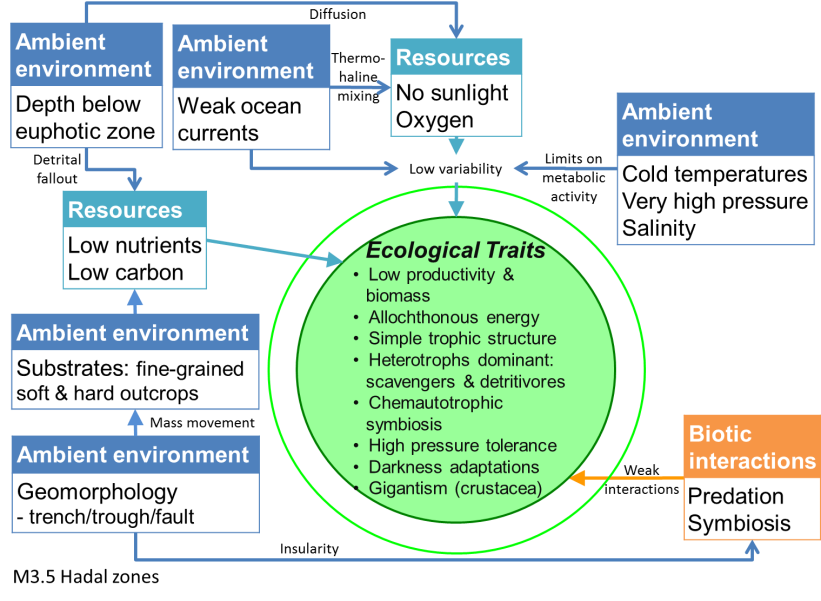 Diffusion
Ambient
environment
Depth below
euphotic zone
Ambient
environment
Weak ocean
currents
Thermo-
haline
mixing
Resources
No sunlight
Oxygen
Ambient
environment
Cold temperatures
Very high pressure
Salinity
Limits on
metabolic
activity
Low variability
Detrital
fallout
Resources
Low nutrients
Low carbon
Ambient environment
Substrates: fine-grained
soft & hard outcrops
Mass movement
Ambient environment
Geomorphology
- trench/trough/fault
Ecological Traits
• Low productivity &
biomass
• Allochthonous energy
• Simple trophic structure
• Heterotrophs dominant:
scavengers & detritivores
• Chemautotrophic
symbiosis
• High pressure tolerance
• Darkness adaptations
• Gigantism (crustacea)
Weak
interactions
Biotic
interactions
Predation
Symbiosis
Insularity
M3.5 Hadal zones